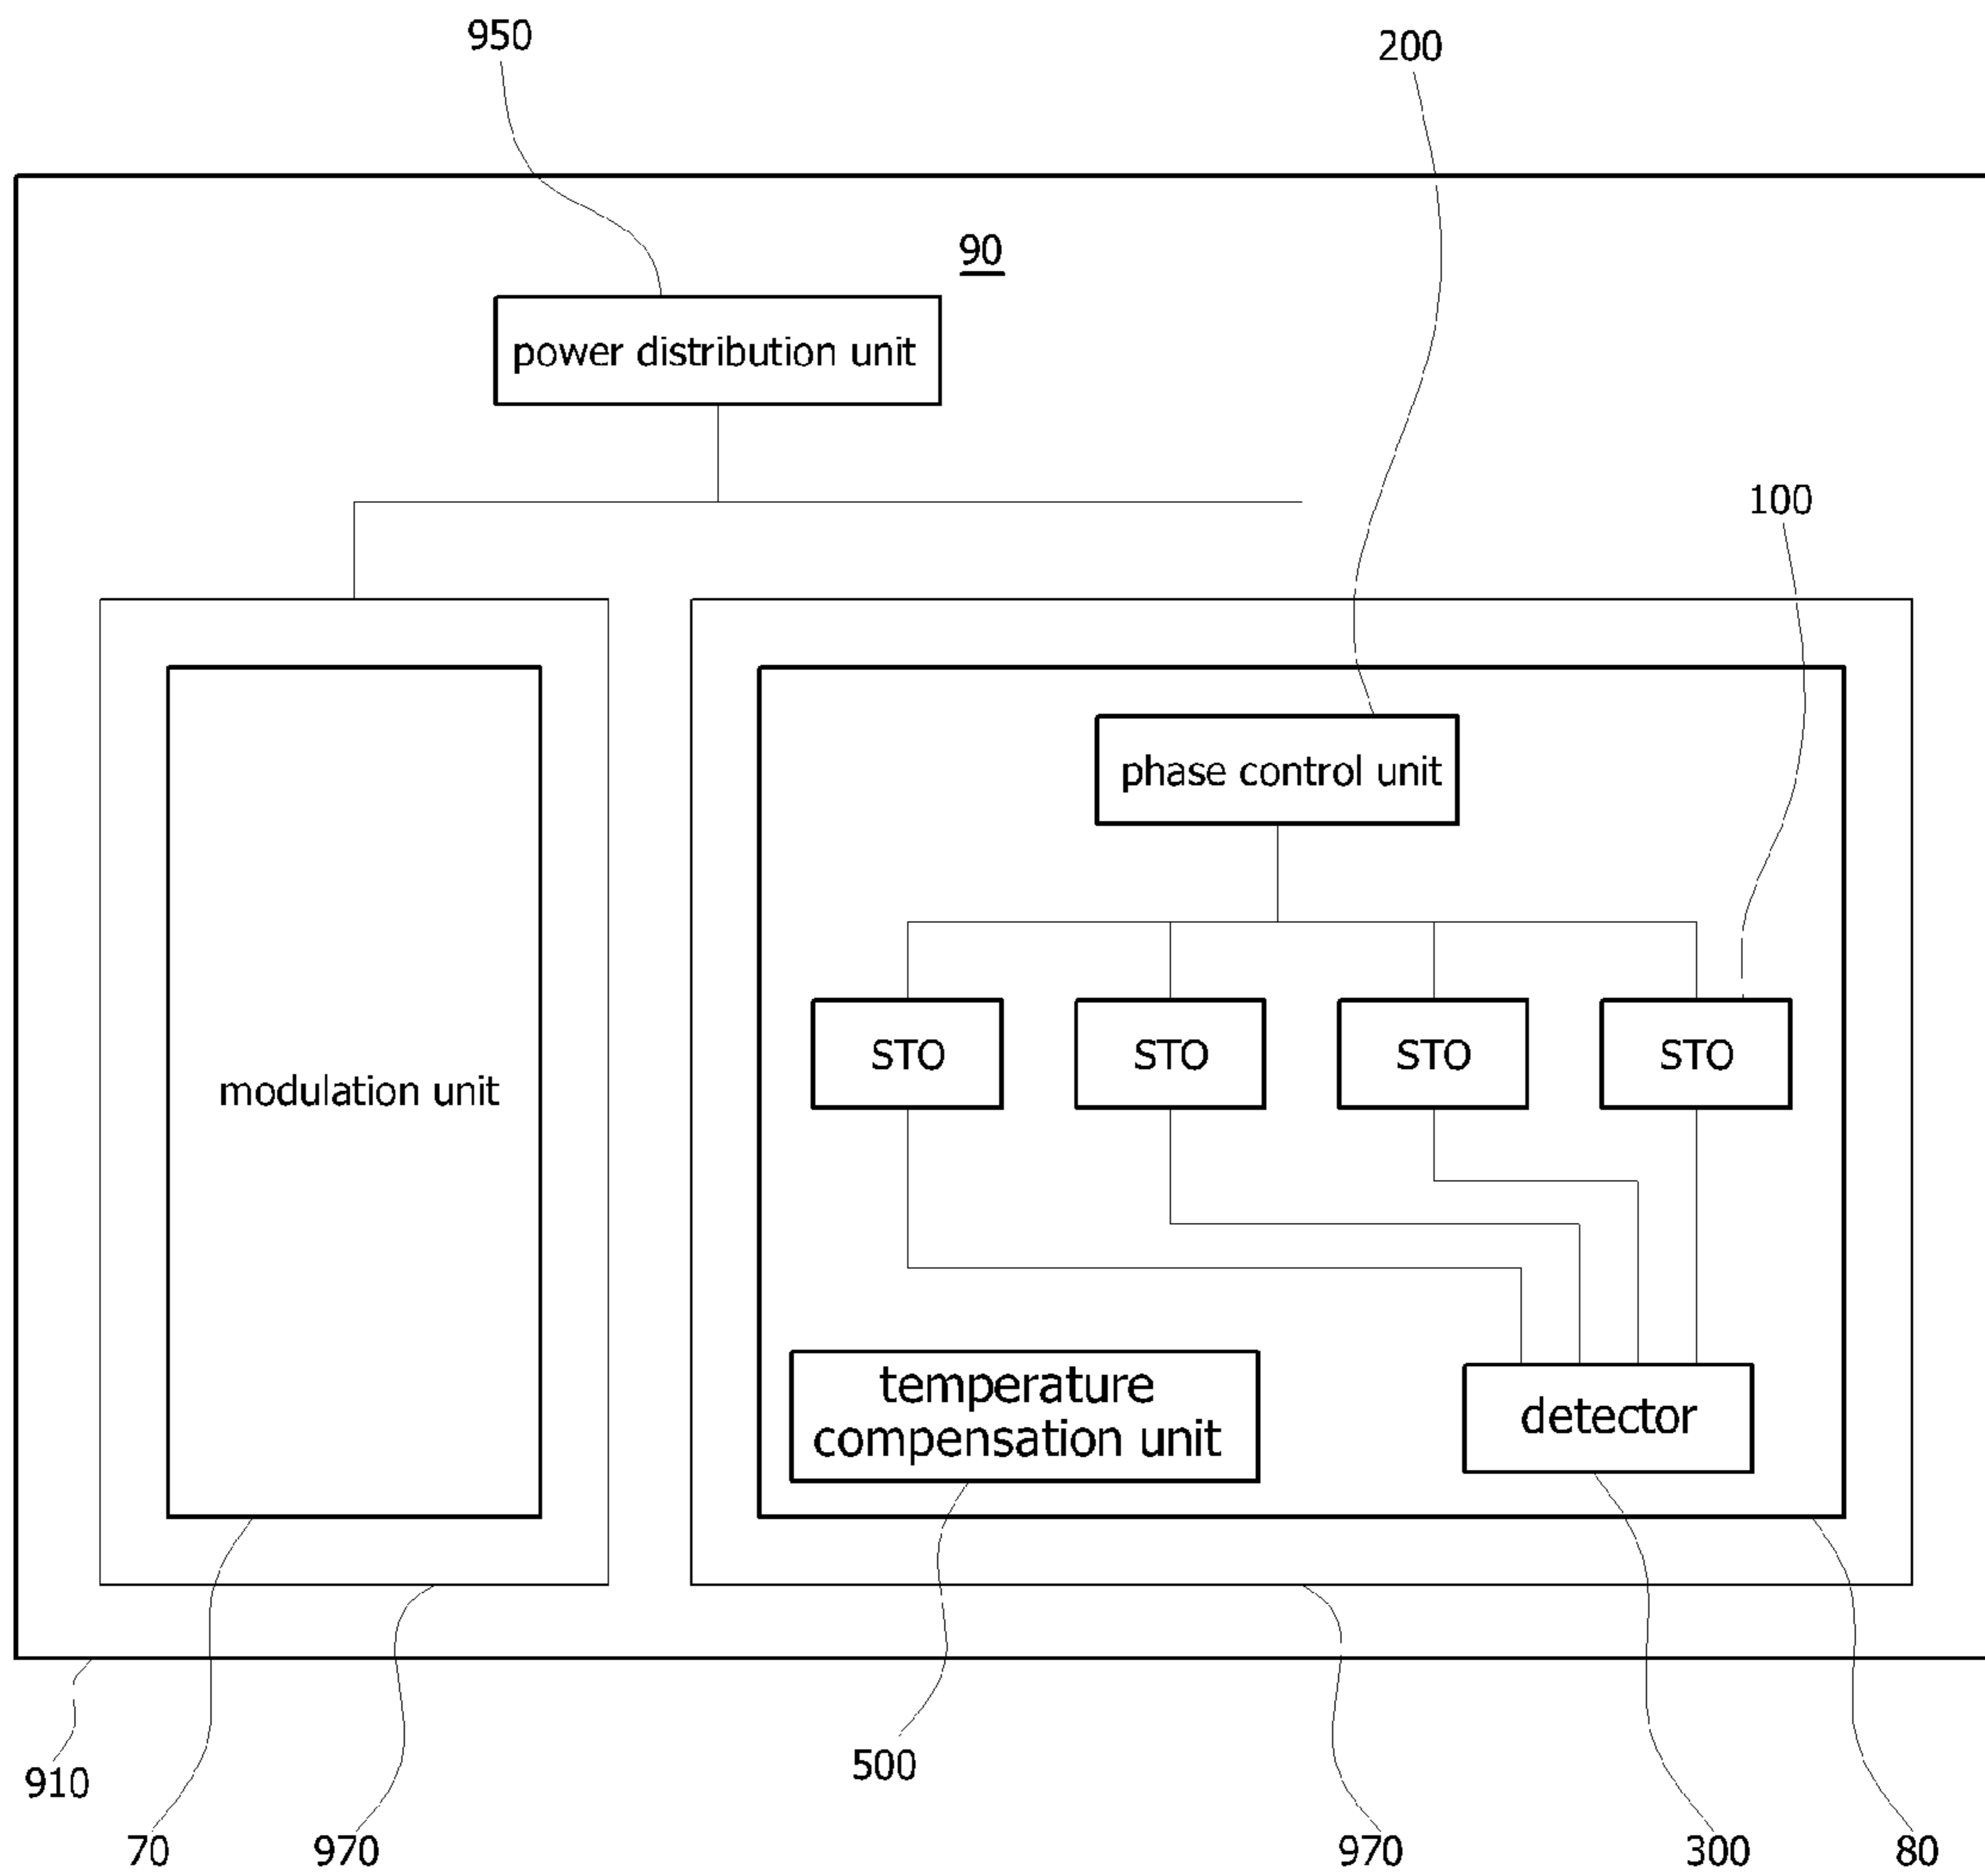 950
200
90
power distribution unit
100
phase control unit
STO
STO
STO
STO
modulation unit
temperature
compensation unit
detector
500
910
70
970
970
300
80